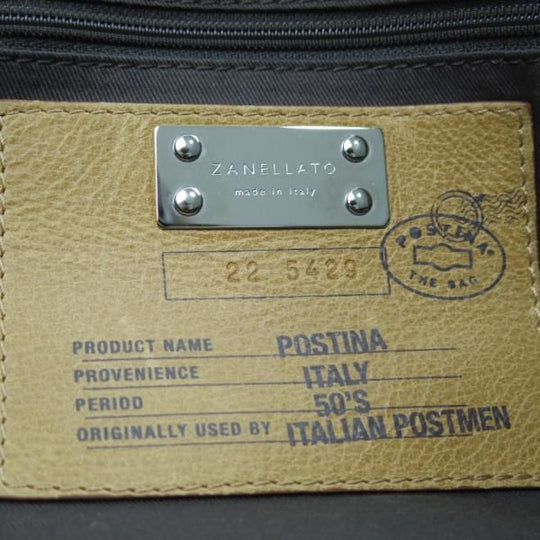 ZANELLATO
made in Italy
22 5429
POSTINA®
THE BAG
PRODUCT NAME POSTINA
PROVENIENCE ITALY
PERIOD 50'S
ORIGINALLY USED BY ITALIAN POSTMEN